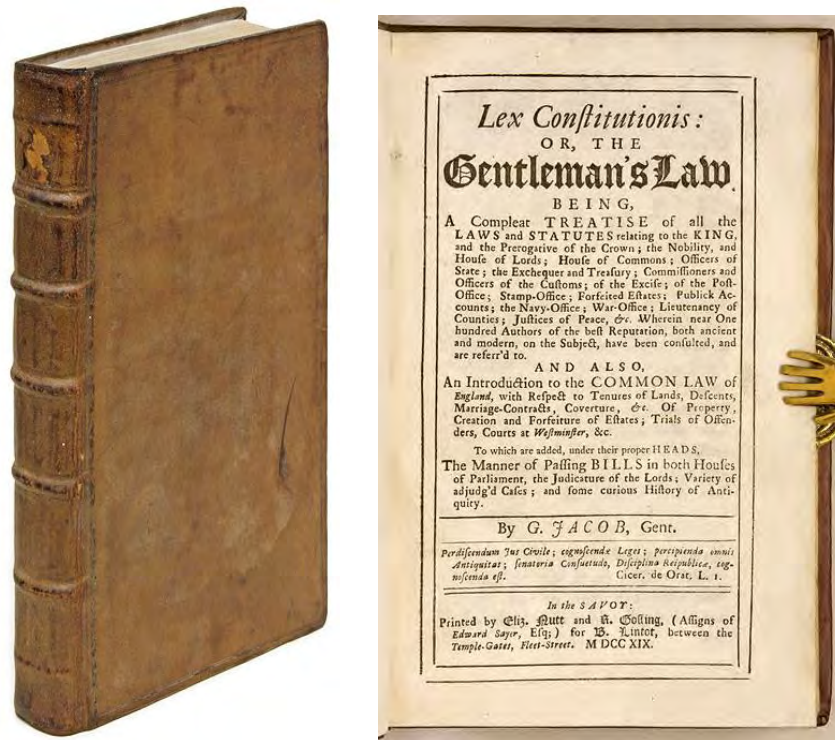 Lex Conſtitutionis:
OR, THE
Gentleman's Law.
BEING,
A Compleat TREATISE of all the
LAWS and STATUTES relating to the KING,
and the Prerogative of the Crown; the Nobility, and
Houſe of Lords; Houſe of Commons; Officers of
State; the Exchequer and Treaſury; Commiſſioners and
Officers of the Cuſtoms; of the Exciſe; of the Poſt-
Office; Stamp-Office; Forfeited Eſtates; Publick Ac-
counts; the Navy-Office; War-Office; Lieutenancy of
Counties; Juſtices of Peace, &c. Wherein near One
hundred Authors of the beſt Reputation, both ancient
and modern, on the Subject, have been conſulted, and
are referr'd to.
AND ALSO,
An Introduction to the COMMON LAW of
England, with Reſpect to Tenures of Lands, Deſcents,
Marriage-Contracts, Coverture, &c. Of Property,
Creation and Forfeiture of Eſtates; Trials of Offen-
ders, Courts at Weſtminſter, &c.
To which are added, under their proper HEADS,
The Manner of Paſſing BILLS in both Houſes
of Parliament, the Judicature of the Lords; Variety of
adjudg'd Caſes; and ſome curious Hiſtory of Anti-
quity.
By G. JACOB, Gent.
Perdiſcendum Jus Civile; cognoſcendæ Leges; percipienda omnis
Antiquitas; ſenatoria Conſuetudo, Diſciplina Reipublicæ, cog-
noſcenda eſt. Cicer. de Orat. L. 1.
In the SAVOY:
Printed by Eliz. Nutt and R. Goſling, (Aſſigns of
Edward Sayer, Eſq;) for B. Lintot, between the
Temple-Gates, Fleet-Street. M DCC XIX.